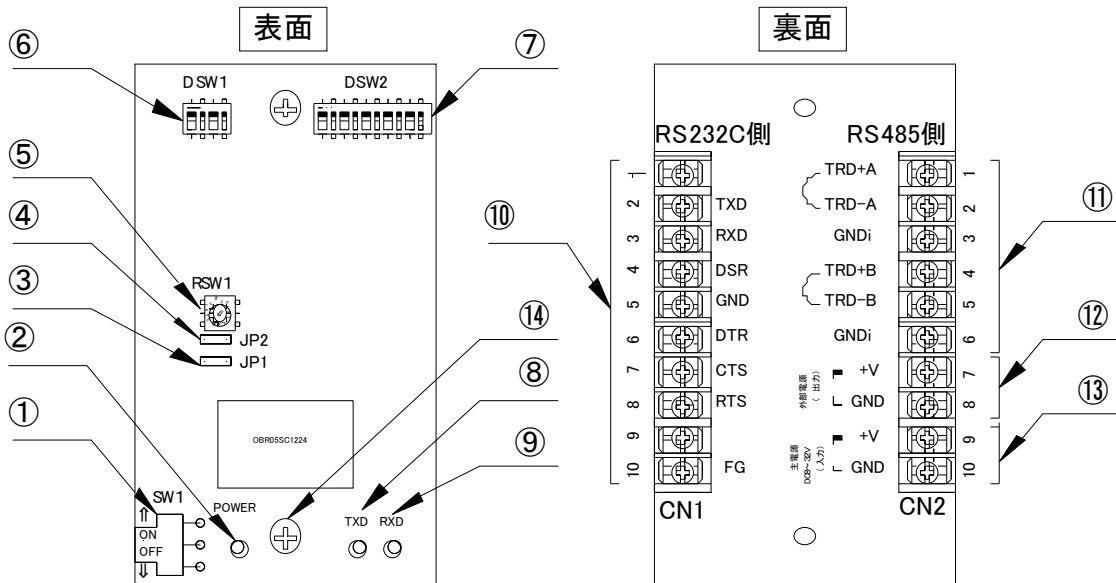 表面
⑥
⑦
DSW1
DSW2
⑤
RSW1
④
JP2
③
JP1
②
⑭
⑧
①
OBR05SC1224
⑨
SW1
POWER
TXD RXD
⇑
ON
OFF
⇓
裏面
RS232C側
RS485側
⑩
1
2 TXD
3 RXD
4 DSR
5 GND
6 DTR
7 CTS
8 RTS
9
10 FG
CN1
TRD+A 1
TRD-A 2
GNDi 3
TRD+B 4
TRD-B 5
GNDi 6
外部電源
(出力)
+V 7
GND 8
主電源
DC8~32V
(入力)
+V 9
GND 10
CN2
⑪
⑫
⑬